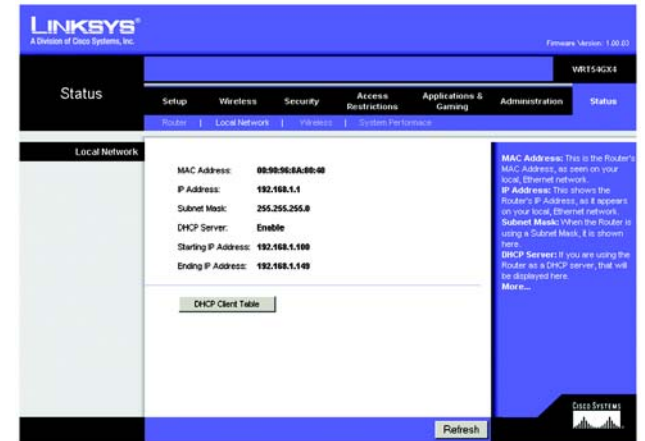 LINKSYS®
A Division of Cisco Systems, Inc.
Firmware Version: 1.00.03
WRT54GX4
Status
Setup Wireless Security Access Restrictions Applications & Gaming Administration Status
Router | Local Network | Wireless | System Performace
Local Network
MAC Address: 00:90:96:8A:00:40
IP Address: 192.168.1.1
Subnet Mask: 255.255.255.0
DHCP Server: Enable
Starting IP Address: 192.168.1.100
Ending IP Address: 192.168.1.149
DHCP Client Table
MAC Address: This is the Router's
MAC Address, as seen on your
local, Ethernet network.
IP Address: This shows the
Router's IP Address, as it appears
on your local, Ethernet network.
Subnet Mask: When the Router is
using a Subnet Mask, it is shown
here.
DHCP Server: If you are using the
Router as a DHCP server, that will
be displayed here.
More...
Refresh
CISCO SYSTEMS